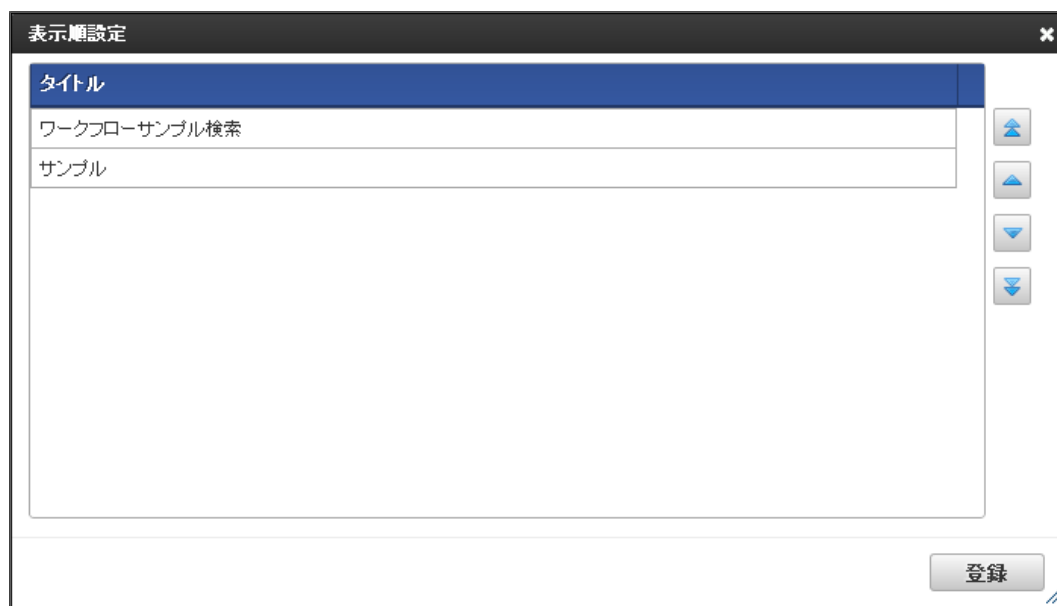 表示順設定
タイトル
ワークフローサンプル検索
サンプル
登録